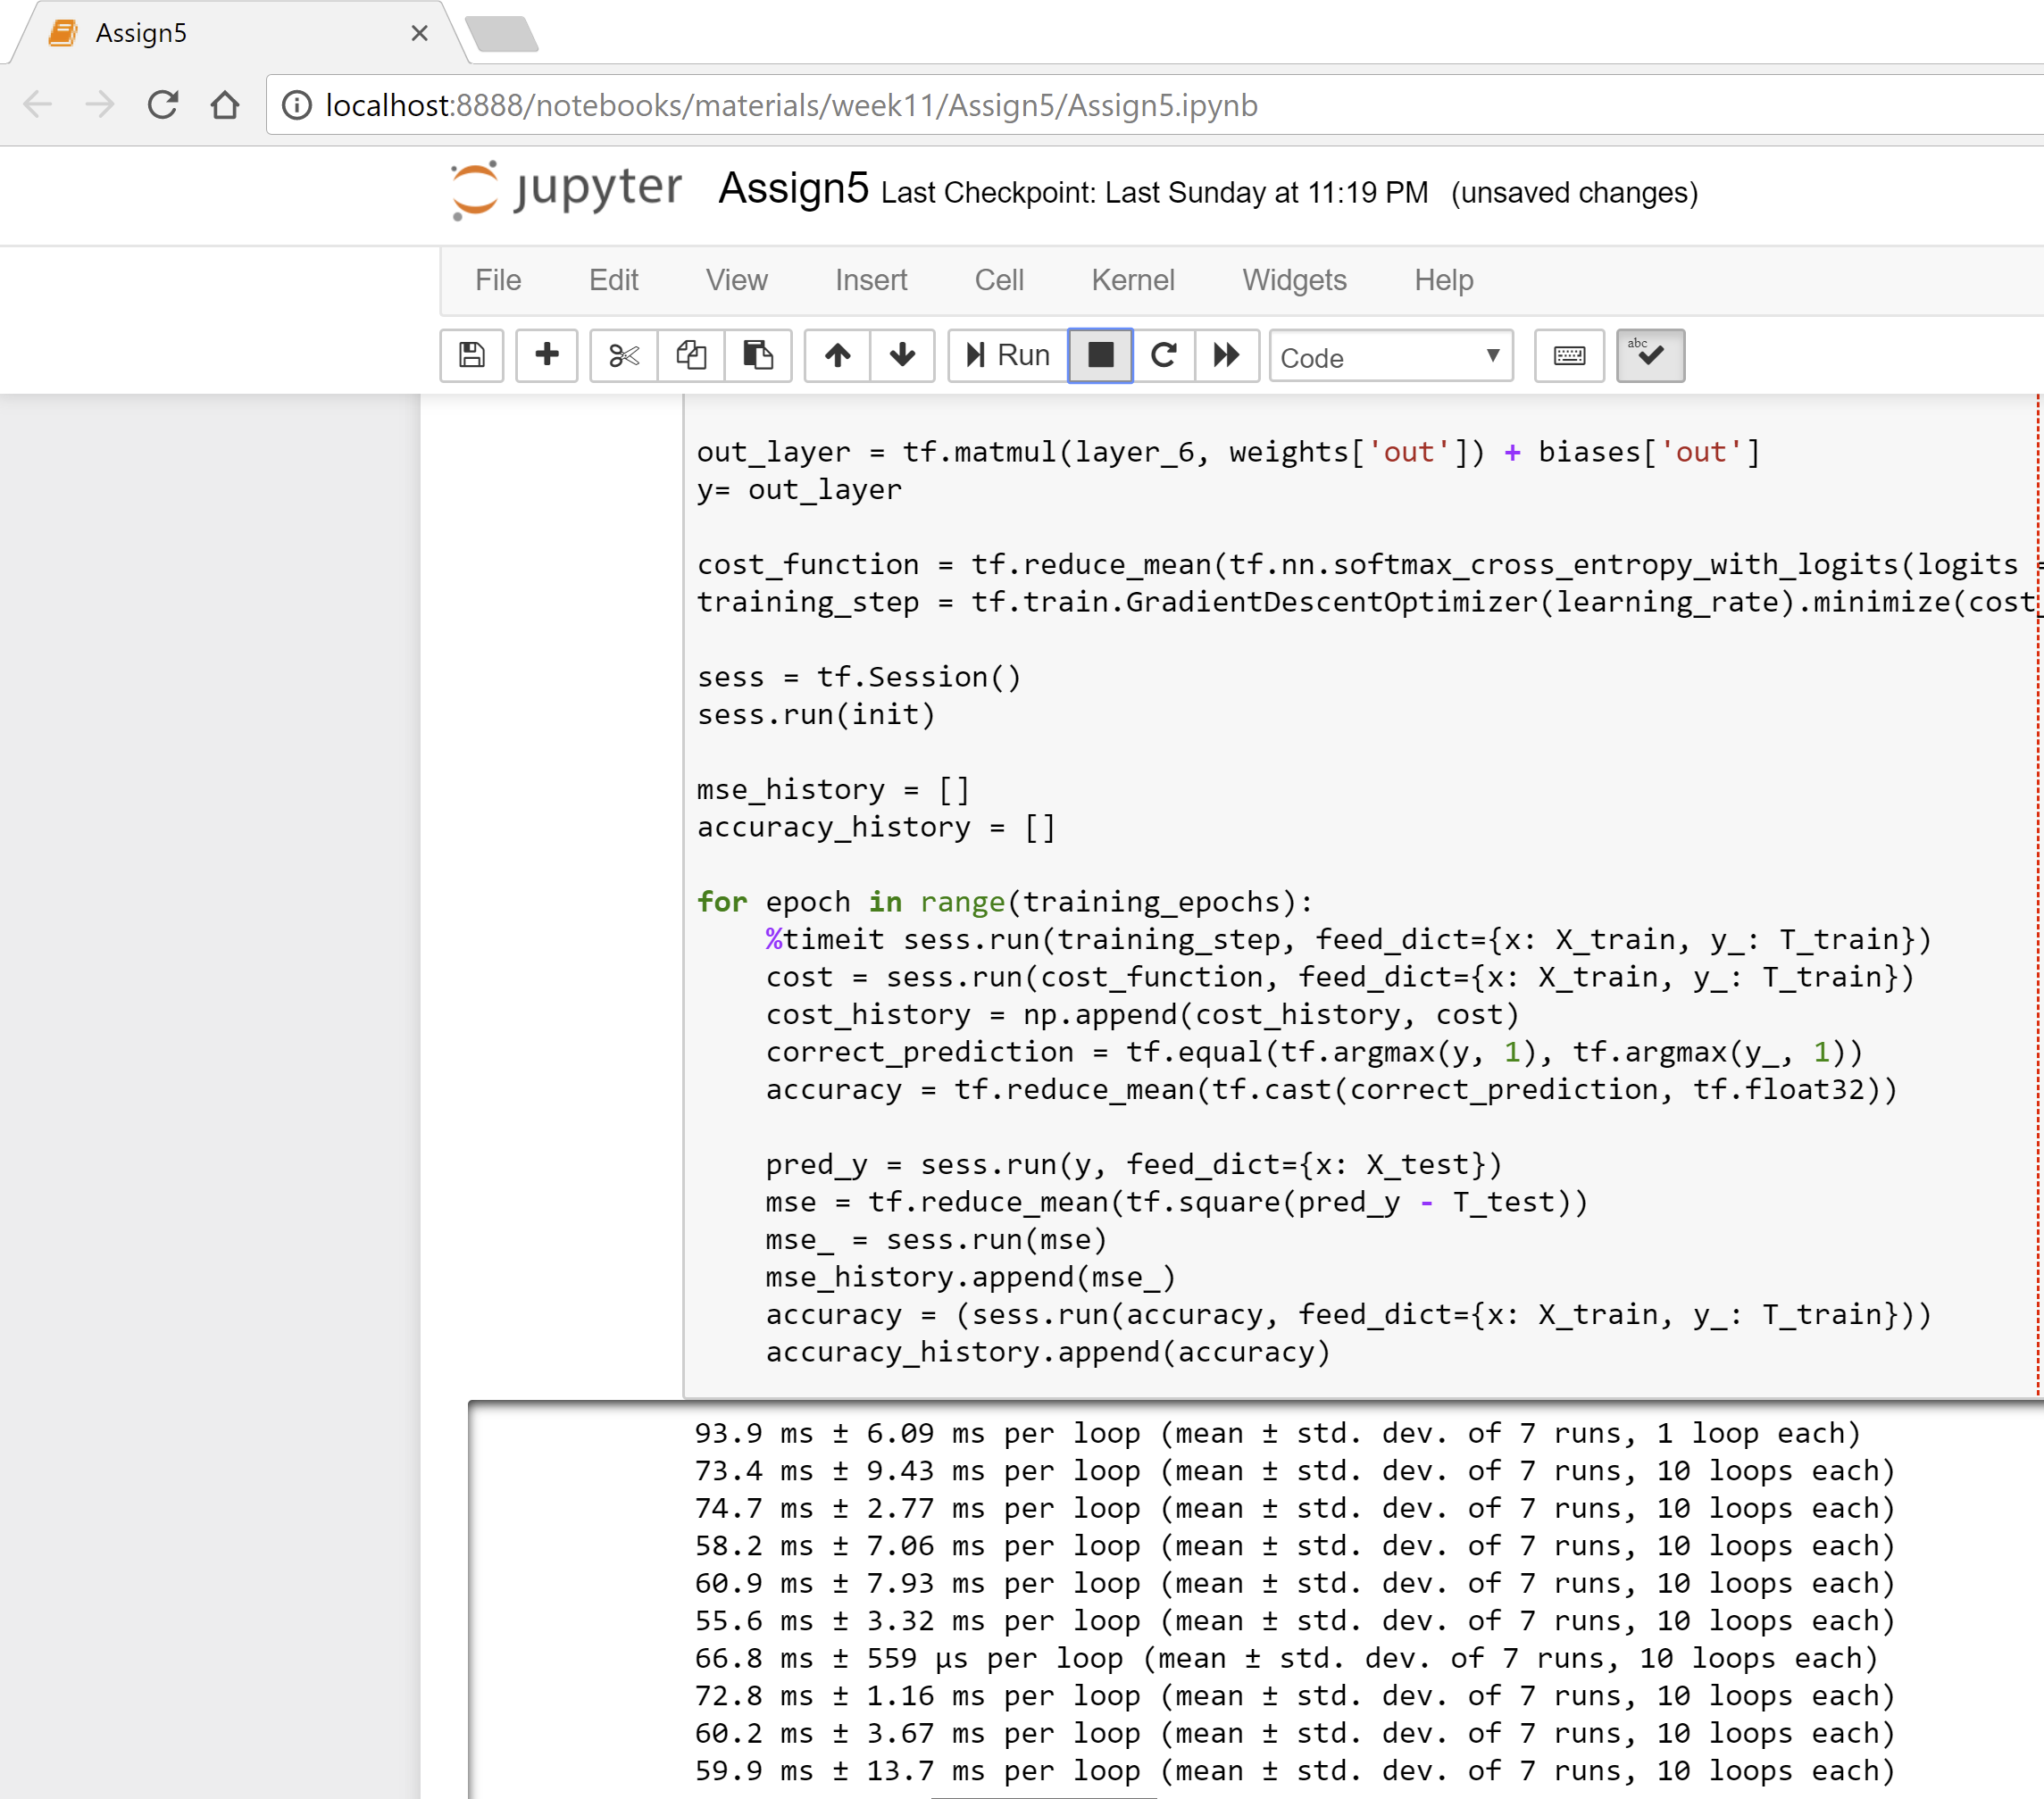 Assign5
localhost:8888/notebooks/materials/week11/Assign5/Assign5.ipynb
jupyter Assign5 Last Checkpoint: Last Sunday at 11:19 PM (unsaved changes)
File Edit View Insert Cell Kernel Widgets Help
Run Code abc
out_layer = tf.matmul(layer_6, weights['out']) + biases['out']
y= out_layer
cost_function = tf.reduce_mean(tf.nn.softmax_cross_entropy_with_logits(logits =
training_step = tf.train.GradientDescentOptimizer(learning_rate).minimize(cost_
sess = tf.Session()
sess.run(init)
mse_history = []
accuracy_history = []
for epoch in range(training_epochs):
    %timeit sess.run(training_step, feed_dict={x: X_train, y_: T_train})
    cost = sess.run(cost_function, feed_dict={x: X_train, y_: T_train})
    cost_history = np.append(cost_history, cost)
    correct_prediction = tf.equal(tf.argmax(y, 1), tf.argmax(y_, 1))
    accuracy = tf.reduce_mean(tf.cast(correct_prediction, tf.float32))
    pred_y = sess.run(y, feed_dict={x: X_test})
    mse = tf.reduce_mean(tf.square(pred_y - T_test))
    mse_ = sess.run(mse)
    mse_history.append(mse_)
    accuracy = (sess.run(accuracy, feed_dict={x: X_train, y_: T_train}))
    accuracy_history.append(accuracy)
93.9 ms ± 6.09 ms per loop (mean ± std. dev. of 7 runs, 1 loop each)
73.4 ms ± 9.43 ms per loop (mean ± std. dev. of 7 runs, 10 loops each)
74.7 ms ± 2.77 ms per loop (mean ± std. dev. of 7 runs, 10 loops each)
58.2 ms ± 7.06 ms per loop (mean ± std. dev. of 7 runs, 10 loops each)
60.9 ms ± 7.93 ms per loop (mean ± std. dev. of 7 runs, 10 loops each)
55.6 ms ± 3.32 ms per loop (mean ± std. dev. of 7 runs, 10 loops each)
66.8 ms ± 559 µs per loop (mean ± std. dev. of 7 runs, 10 loops each)
72.8 ms ± 1.16 ms per loop (mean ± std. dev. of 7 runs, 10 loops each)
60.2 ms ± 3.67 ms per loop (mean ± std. dev. of 7 runs, 10 loops each)
59.9 ms ± 13.7 ms per loop (mean ± std. dev. of 7 runs, 10 loops each)